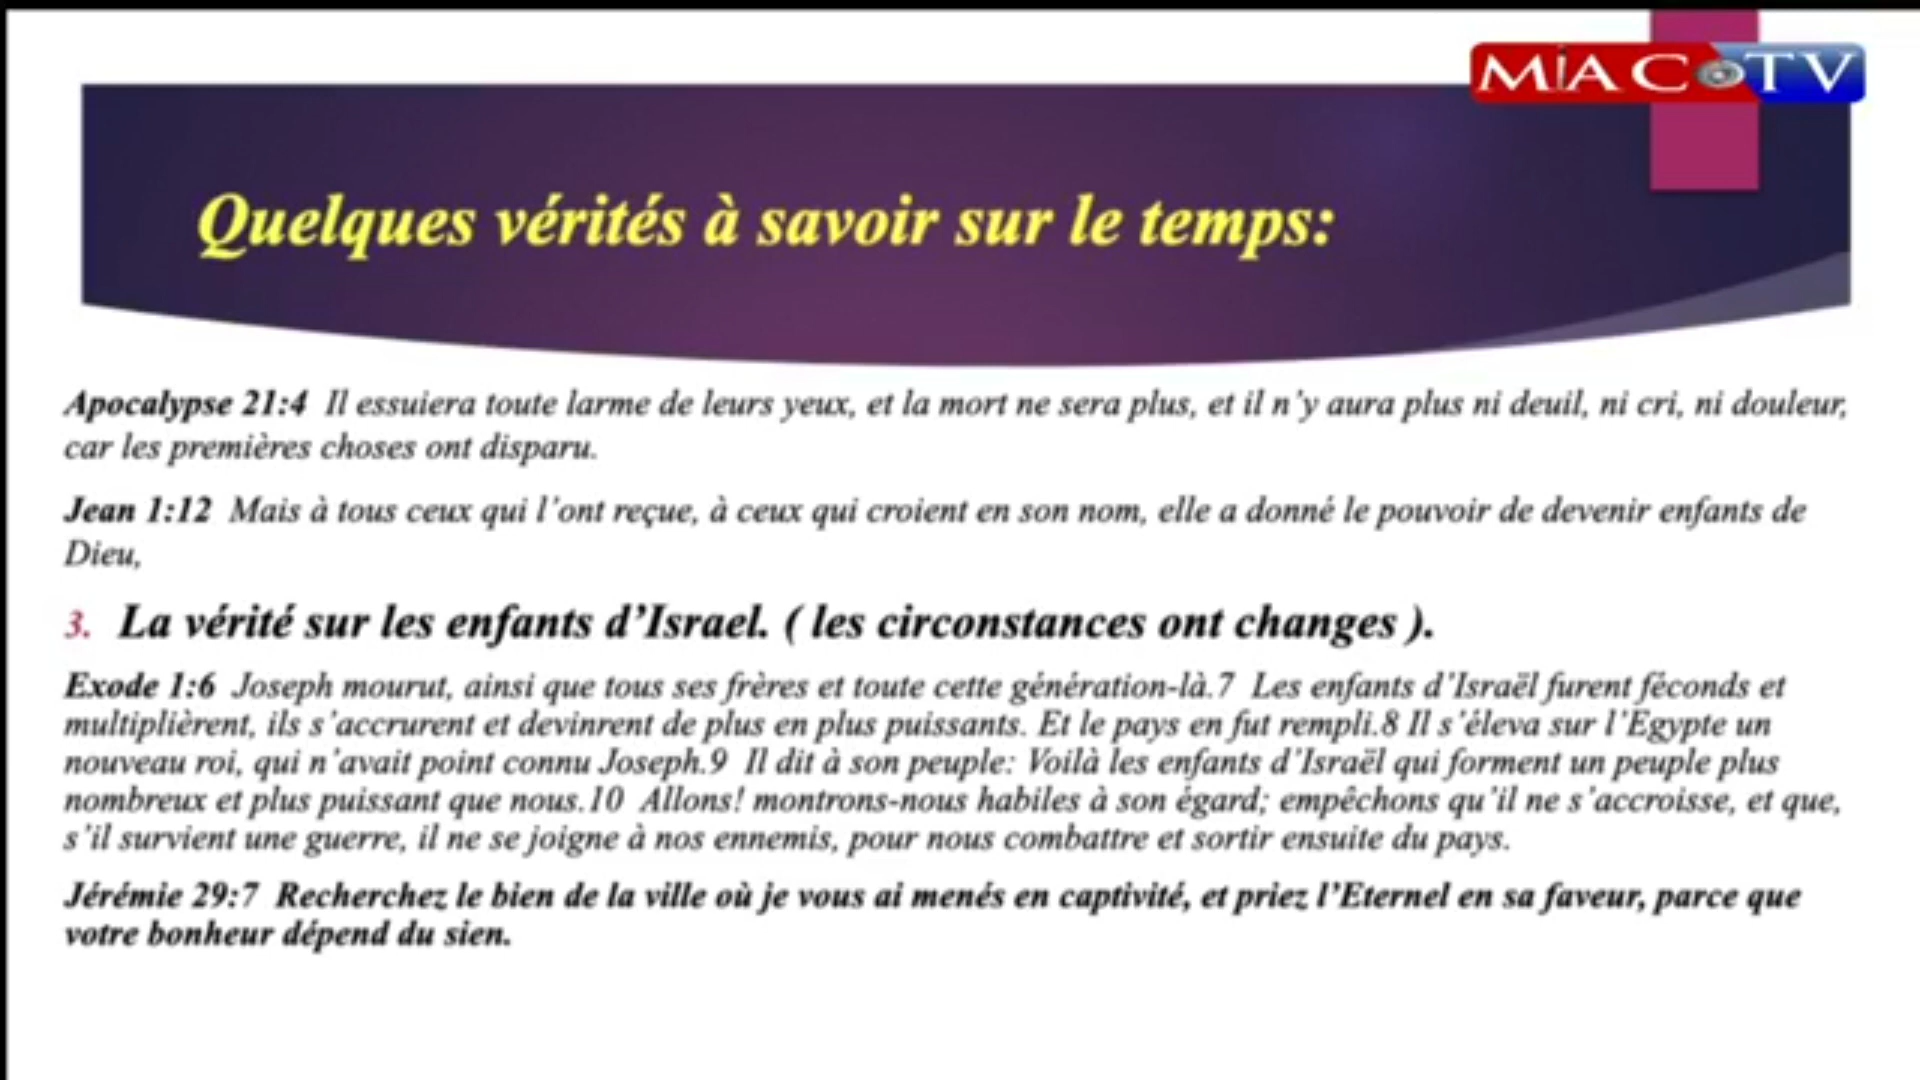 MiAC TV
Quelques vérités à savoir sur le temps:
Apocalypse 21:4 Il essuiera toute larme de leurs yeux, et la mort ne sera plus, et il n’y aura plus ni deuil, ni cri, ni douleur,
car les premières choses ont disparu.
Jean 1:12 Mais à tous ceux qui l’ont reçue, à ceux qui croient en son nom, elle a donné le pouvoir de devenir enfants de
Dieu,
3. La vérité sur les enfants d’Israel. ( les circonstances ont changes ).
Exode 1:6 Joseph mourut, ainsi que tous ses frères et toute cette génération-là.7 Les enfants d’Israël furent féconds et
multiplièrent, ils s’accrurent et devinrent de plus en plus puissants. Et le pays en fut rempli.8 Il s’éleva sur l’Egypte un
nouveau roi, qui n’avait point connu Joseph.9 Il dit à son peuple: Voilà les enfants d’Israël qui forment un peuple plus
nombreux et plus puissant que nous.10 Allons! montrons-nous habiles à son égard; empêchons qu’il ne s’accroisse, et que,
s’il survient une guerre, il ne se joigne à nos ennemis, pour nous combattre et sortir ensuite du pays.
Jérémie 29:7 Recherchez le bien de la ville où je vous ai menés en captivité, et priez l’Eternel en sa faveur, parce que
votre bonheur dépend du sien.